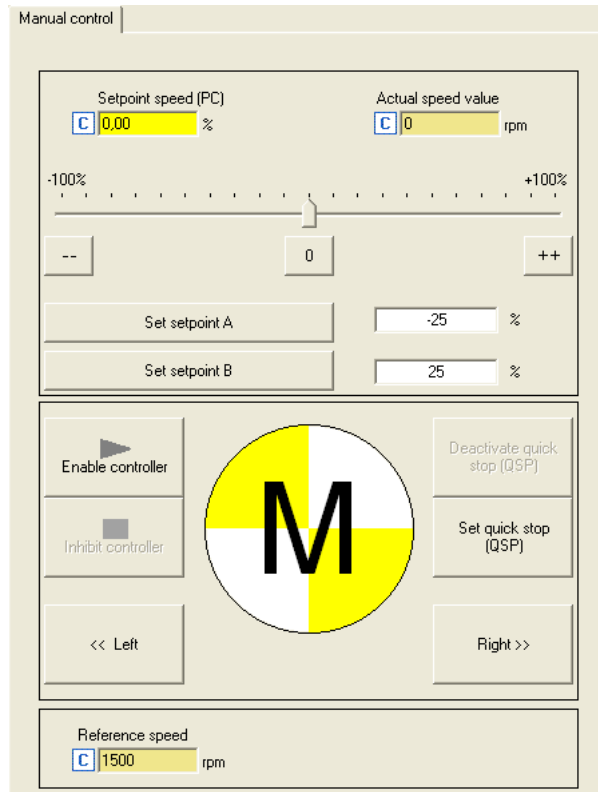 Manual control
Setpoint speed (PC)
Actual speed value
C 0,00 %
C 0 rpm
-100%
+100%
--
0
++
Set setpoint A
-25 %
Set setpoint B
25 %
Enable controller
Deactivate quick
stop (QSP)
Inhibit controller
M
Set quick stop
(QSP)
<< Left
Right >>
Reference speed
C 1500 rpm